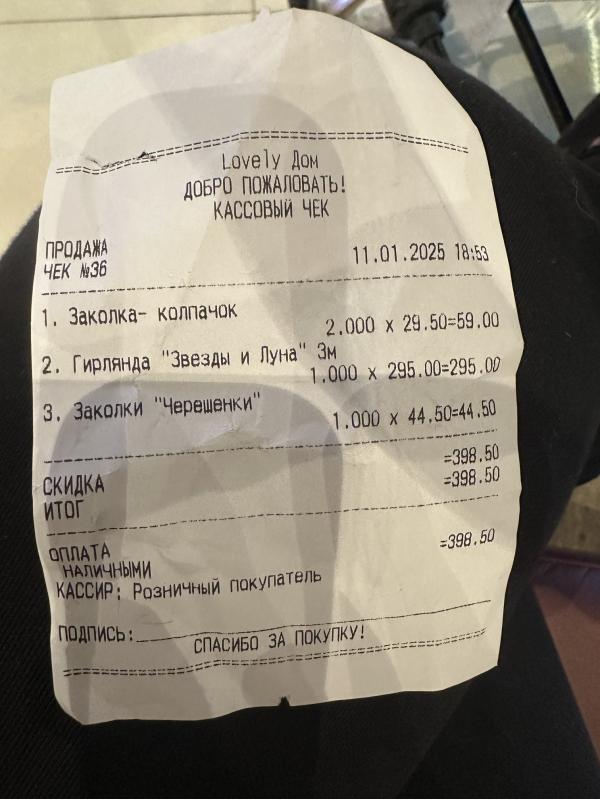 Lovely Дом
ДОБРО ПОЖАЛОВАТЬ!
КАССОВЫЙ ЧЕК
ПРОДАЖА
ЧЕК №36 11.01.2025 18:53
1. Заколка- колпачок
2.000 x 29.50=59.00
2. Гирлянда "Звезды и Луна" 3м
1.000 x 295.00=295.00
3. Заколки "Черешенки"
1.000 x 44.50=44.50
СКИДКА =398.50
ИТОГ =398.50
ОПЛАТА
НАЛИЧНЫМИ =398.50
КАССИР: Розничный покупатель
ПОДПИСЬ:
СПАСИБО ЗА ПОКУПКУ!